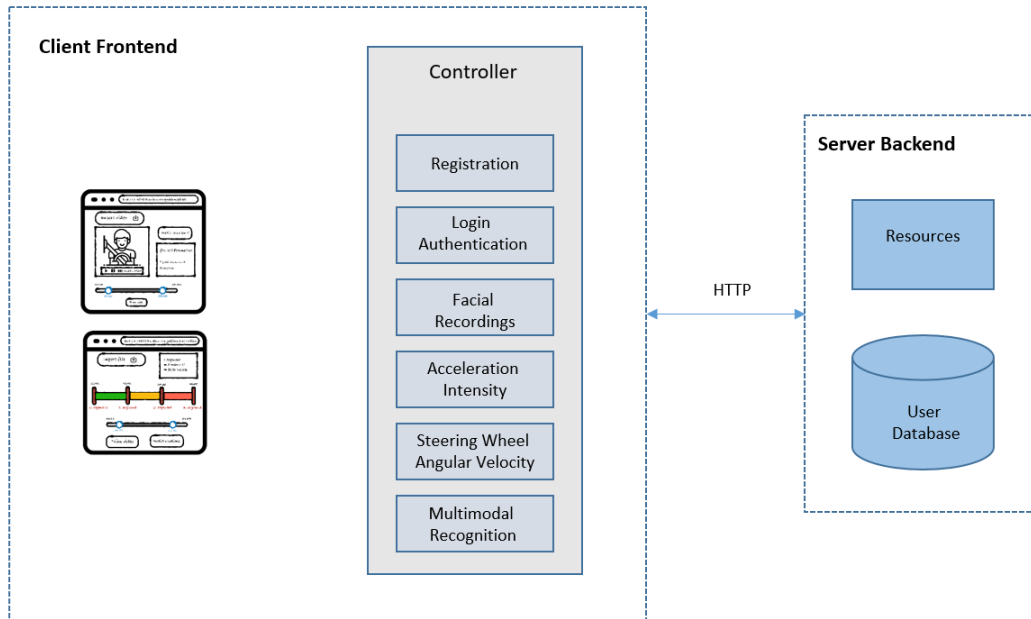 Client Frontend
Controller
Registration
Login
Authentication
Facial
Recordings
Acceleration
Intensity
Steering Wheel
Angular Velocity
Multimodal
Recognition
HTTP
Server Backend
Resources
User
Database